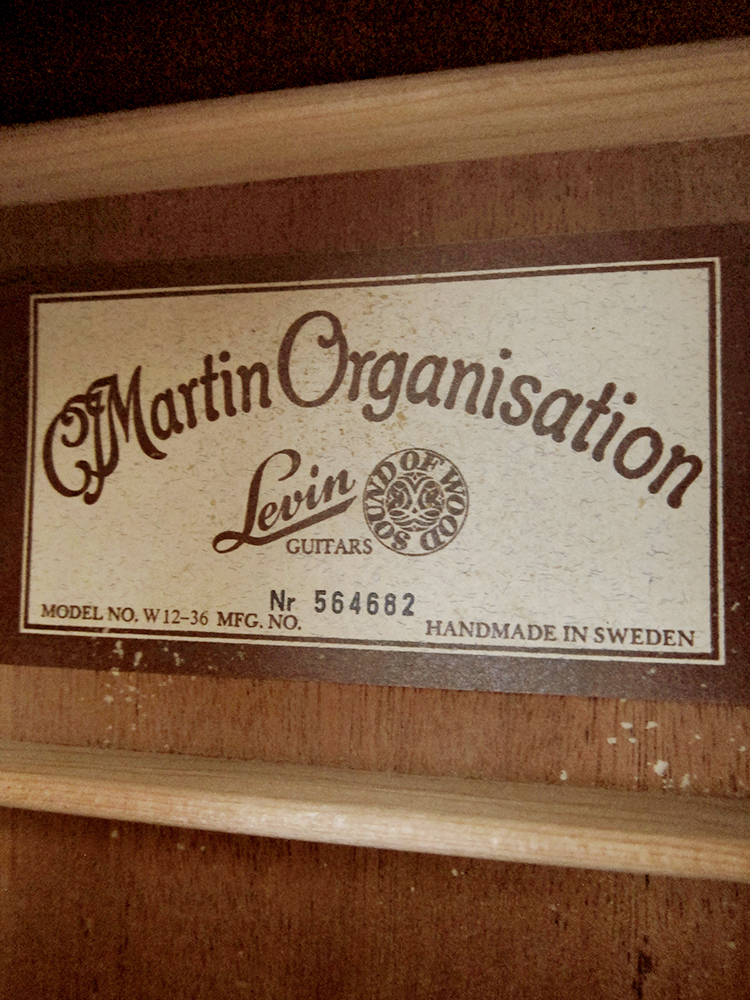 CFMartin Organisation
Levin
GUITARS
SOUND OF WOOD
Nr 564682
MODEL NO. W12-36 MFG. NO.
HANDMADE IN SWEDEN